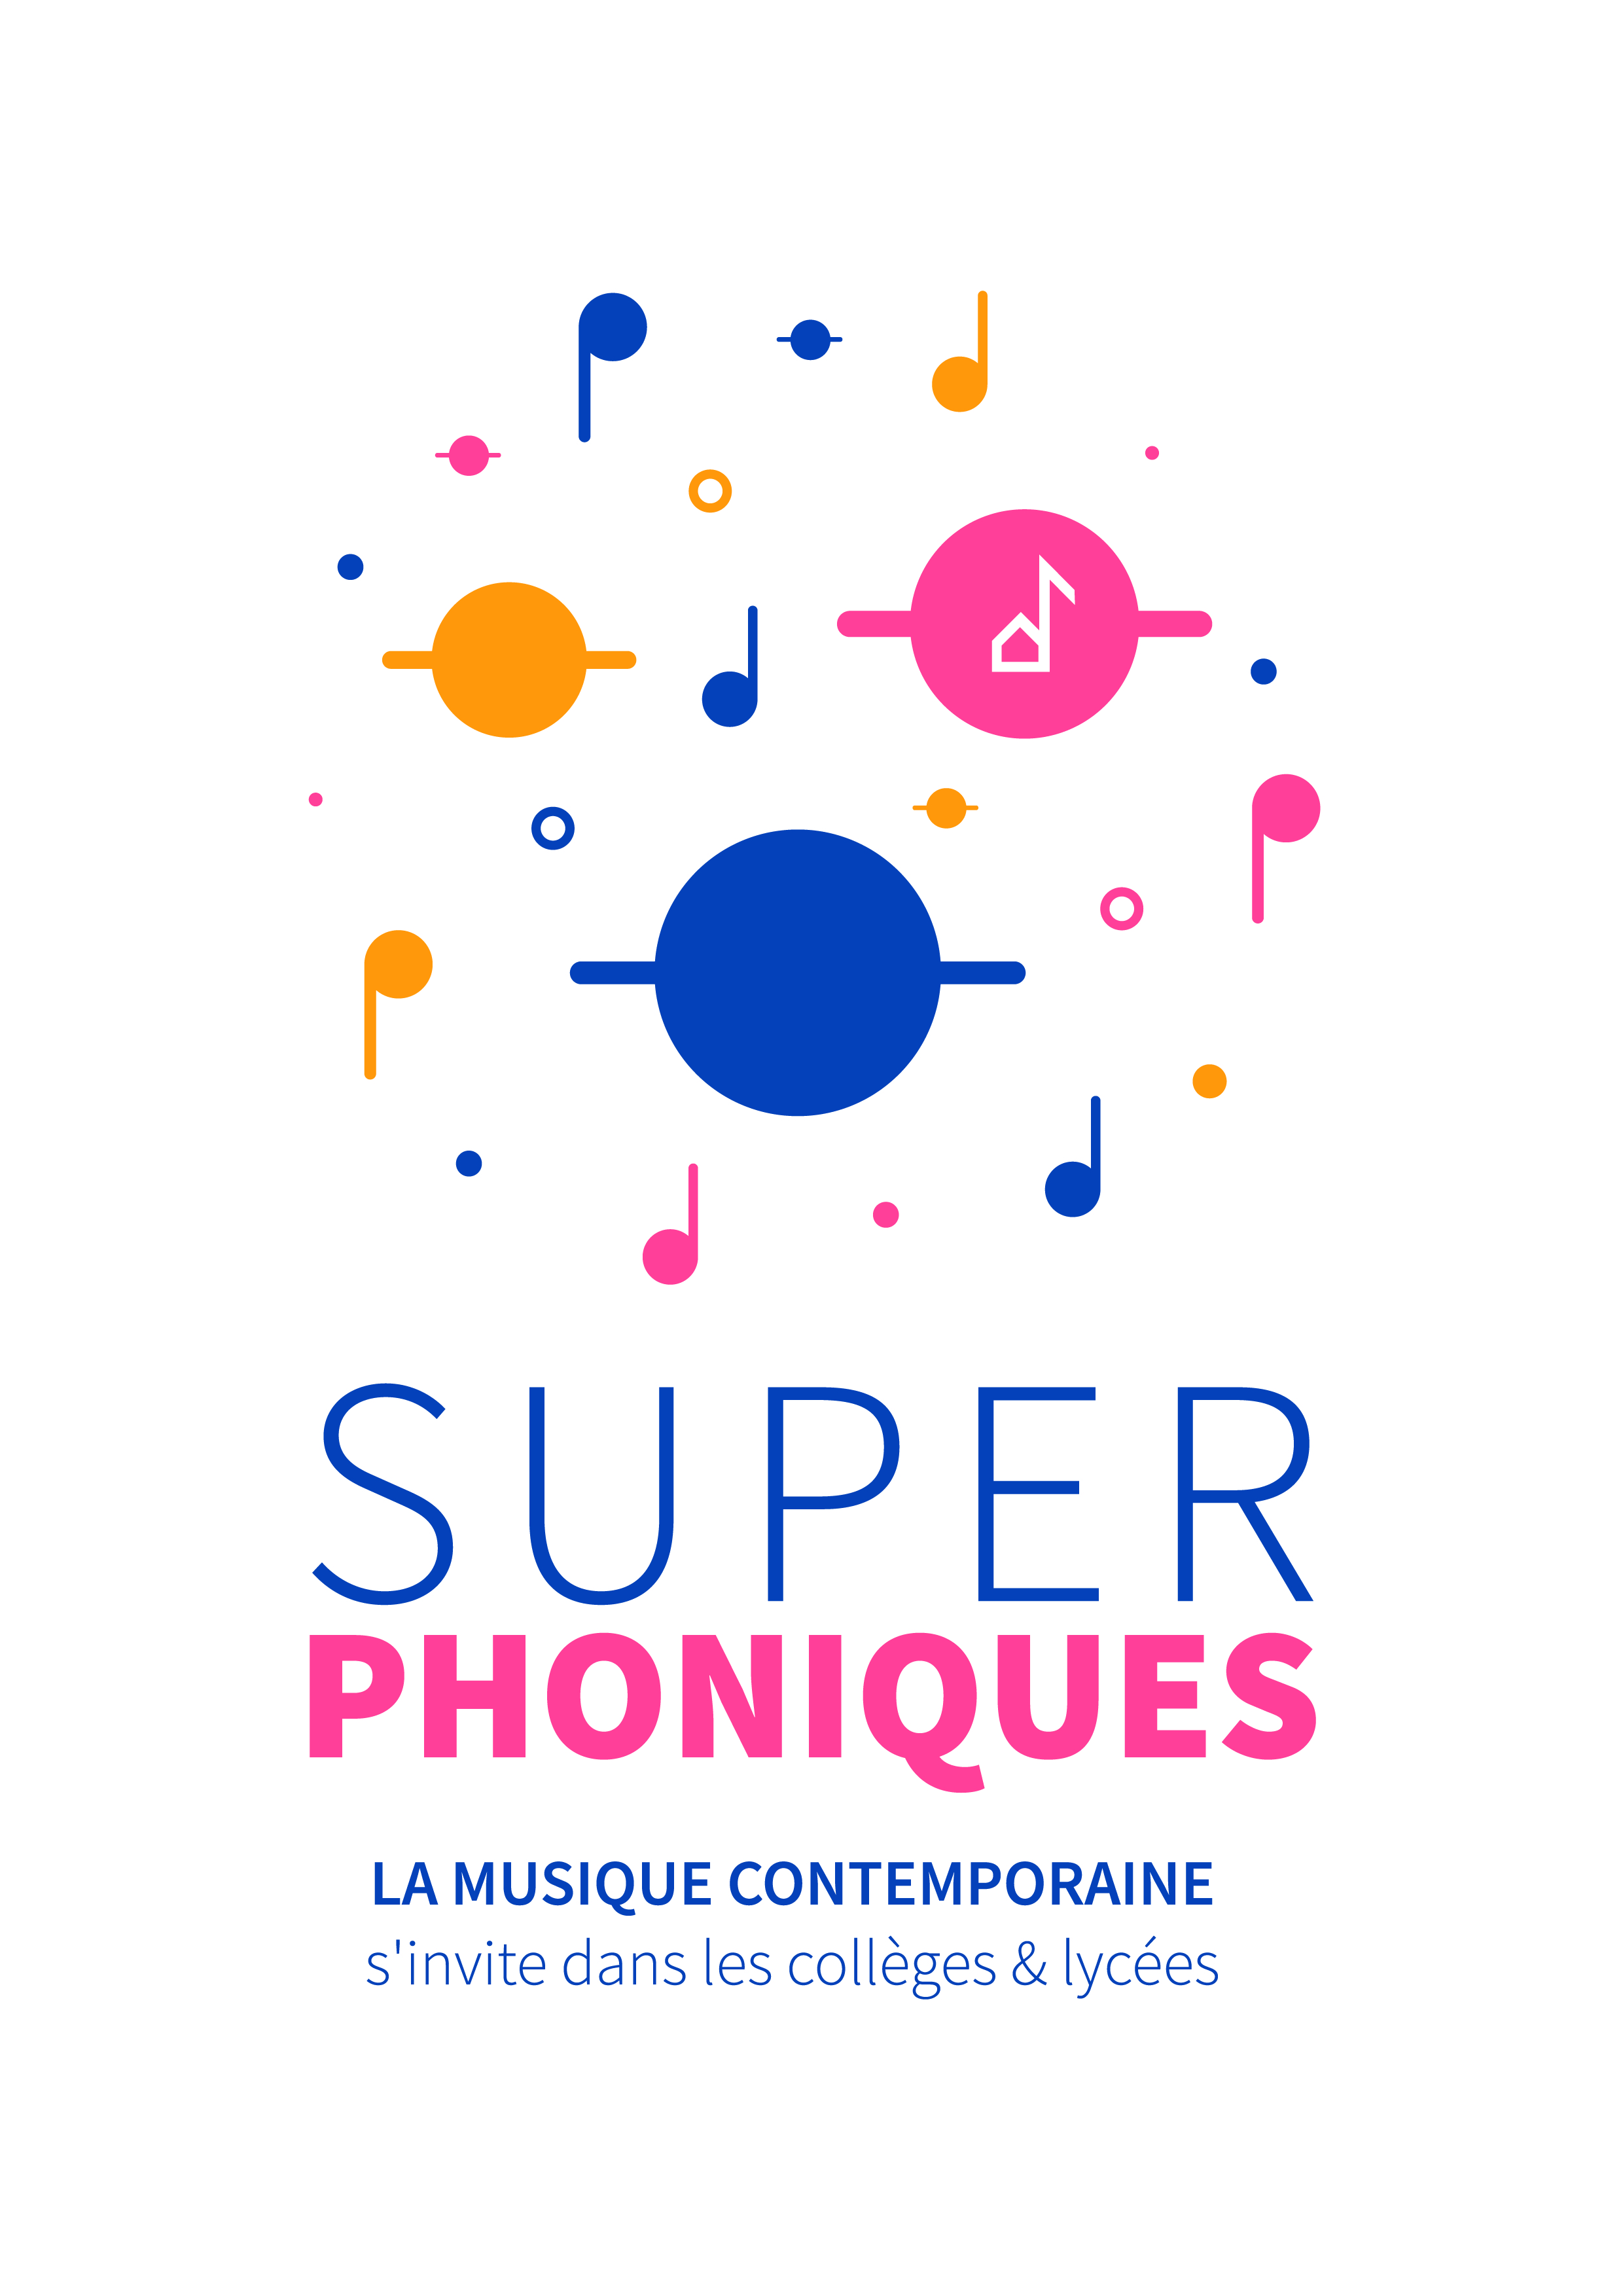 SUPER
PHONIQUES
LA MUSIQUE CONTEMPORAINE
s'invite dans les collèges & lycées